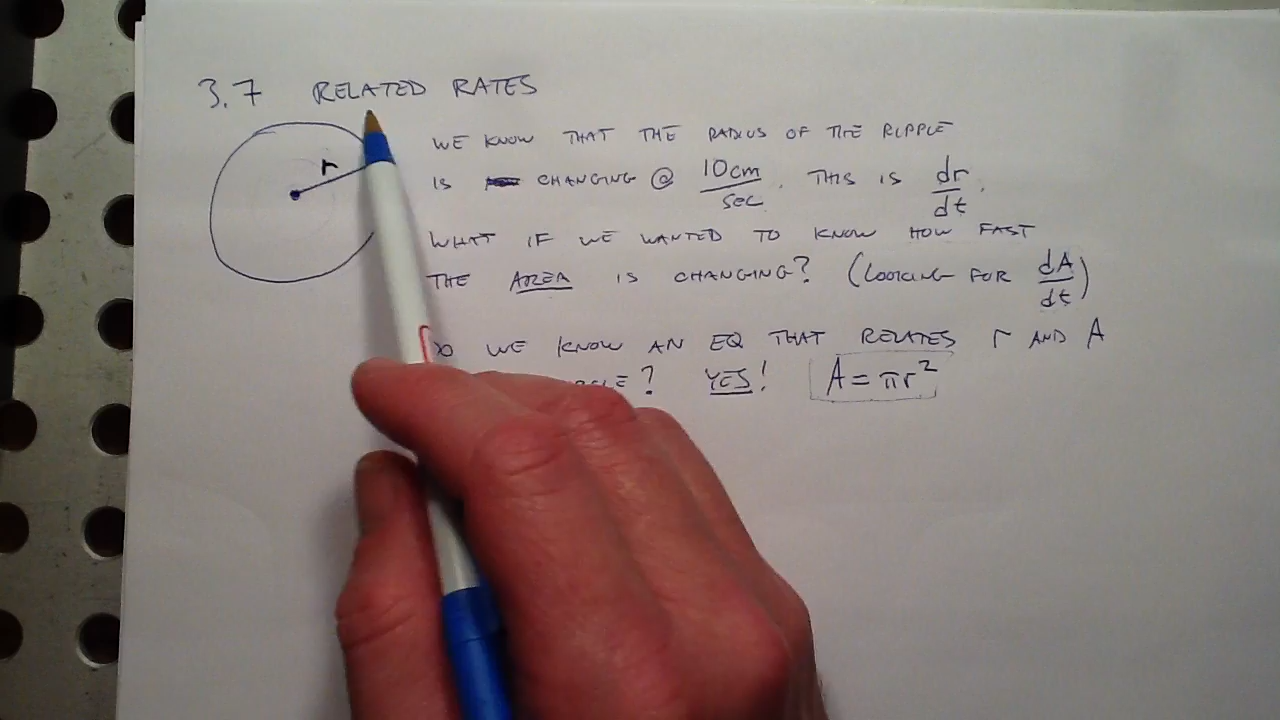 3.7 RELATED RATES
r
WE KNOW THAT THE RADIUS OF THE RIPPLE
IS CHANGING @ 10cm/sec. THIS IS dr/dt.
WHAT IF WE WANTED TO KNOW HOW FAST
THE AREA IS CHANGING? (LOOKING FOR dA/dt)
WE KNOW AN EQ THAT RELATES r AND A
? YES! A = πr²